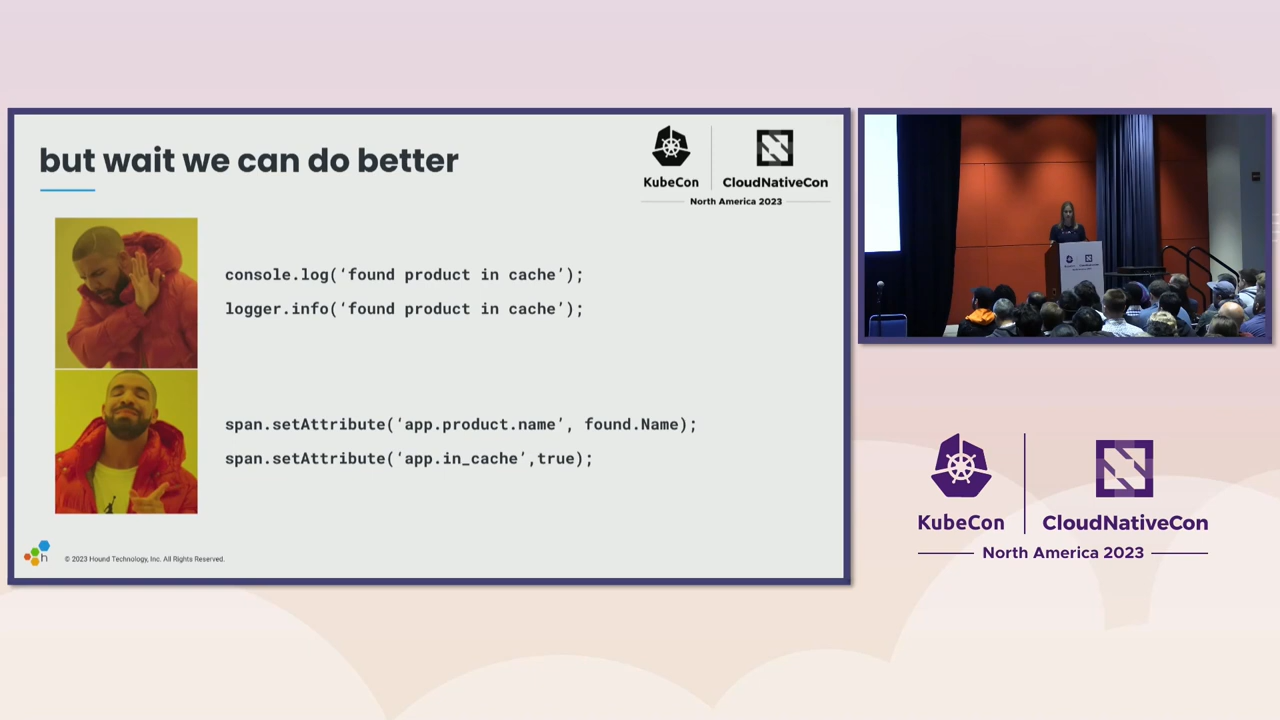 but wait we can do better
KubeCon
CloudNativeCon
North America 2023
console.log(‘found product in cache’);
logger.info(‘found product in cache’);
span.setAttribute(‘app.product.name’, found.Name);
span.setAttribute(‘app.in_cache’,true);
h
© 2023 Hound Technology, Inc. All Rights Reserved.
KubeCon
CloudNativeCon
North America 2023